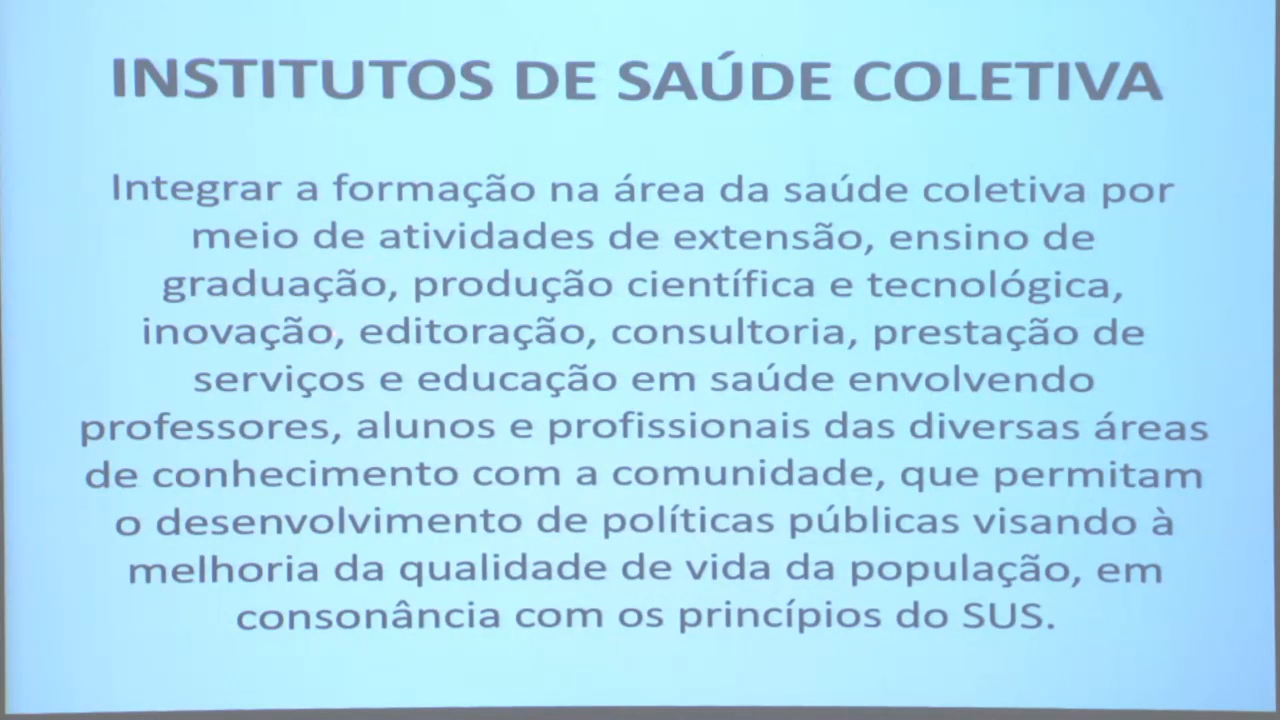 INSTITUTOS DE SAÚDE COLETIVA
Integrar a formação na área da saúde coletiva por
meio de atividades de extensão, ensino de
graduação, produção científica e tecnológica,
inovação, editoração, consultoria, prestação de
serviços e educação em saúde envolvendo
professores, alunos e profissionais das diversas áreas
de conhecimento com a comunidade, que permitam
o desenvolvimento de políticas públicas visando à
melhoria da qualidade de vida da população, em
consonância com os princípios do SUS.